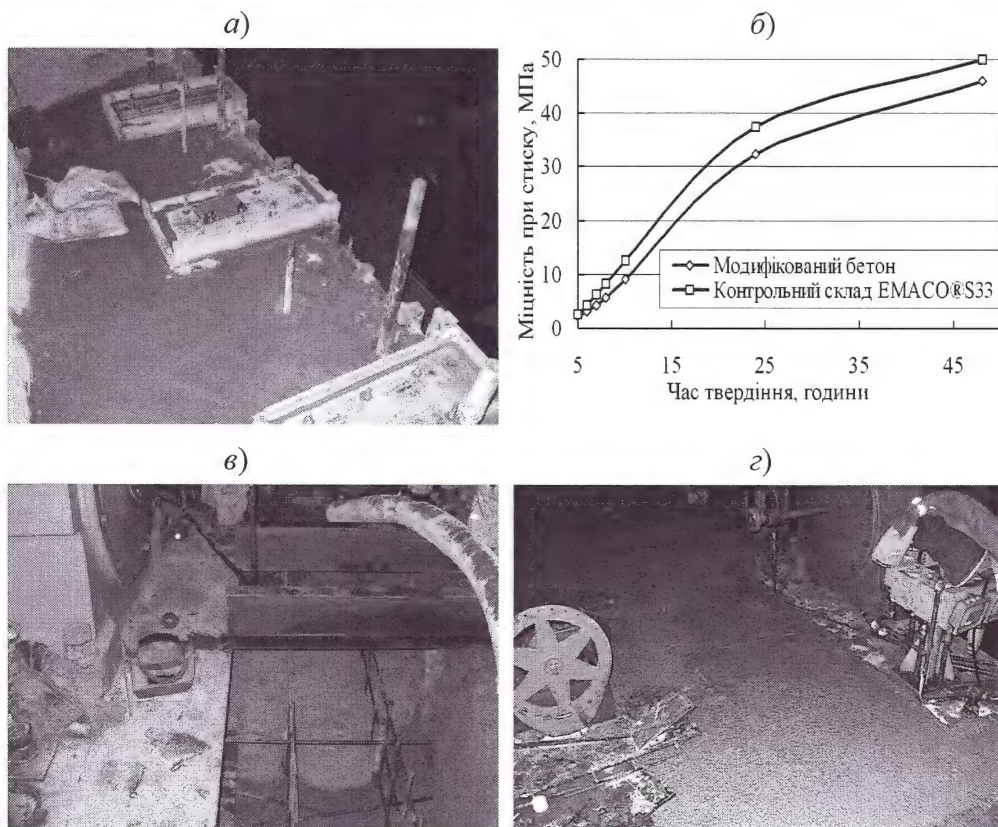 а)
б)
Міцність при стиску, МПа
50
40
30
20
10
0
Модифікований бетон
Контрольний склад EMACO®S33
5
15
25
35
45
Час твердіння, години
в)
г)